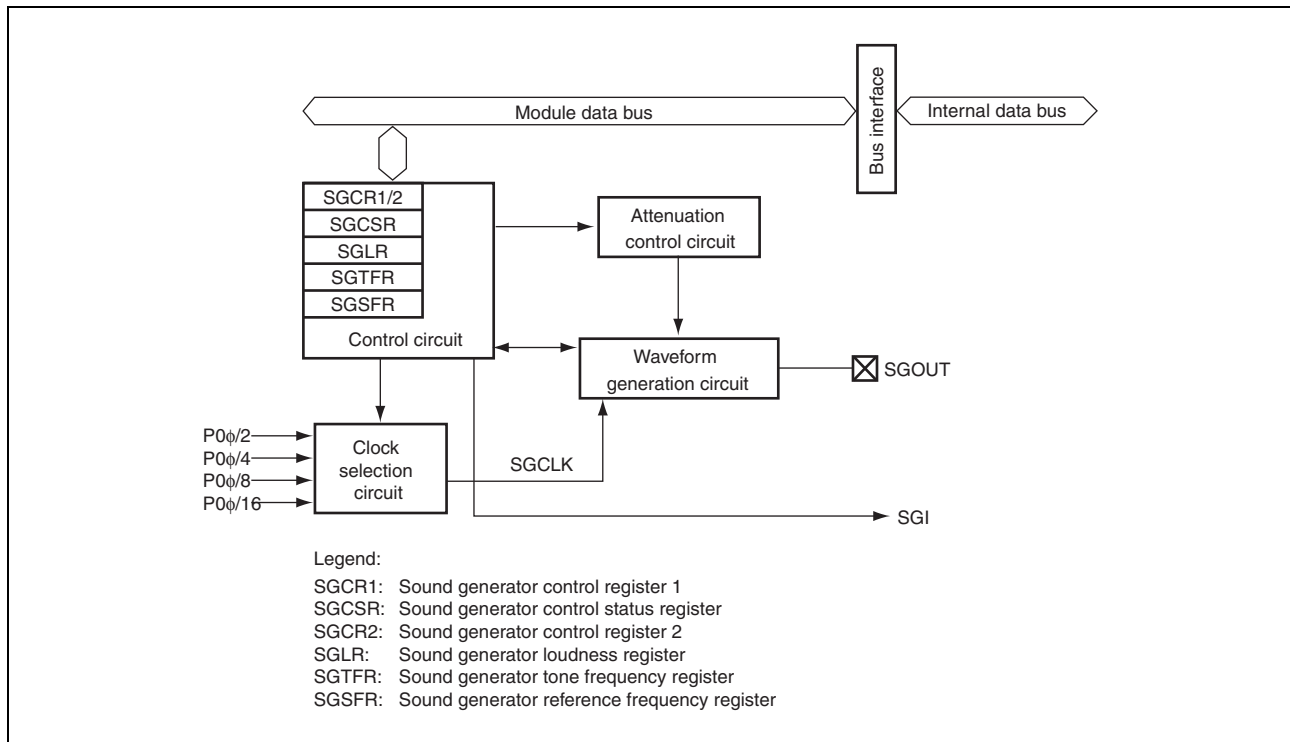 Module data bus
Bus interface
Internal data bus
SGCR1/2
SGCSR
SGLR
SGTFR
SGSFR
Control circuit
Attenuation
control circuit
Waveform
generation circuit
SGOUT
P0ϕ/2
P0ϕ/4
P0ϕ/8
P0ϕ/16
Clock
selection
circuit
SGCLK
SGI
Legend:
SGCR1: Sound generator control register 1
SGCSR: Sound generator control status register
SGCR2: Sound generator control register 2
SGLR: Sound generator loudness register
SGTFR: Sound generator tone frequency register
SGSFR: Sound generator reference frequency register